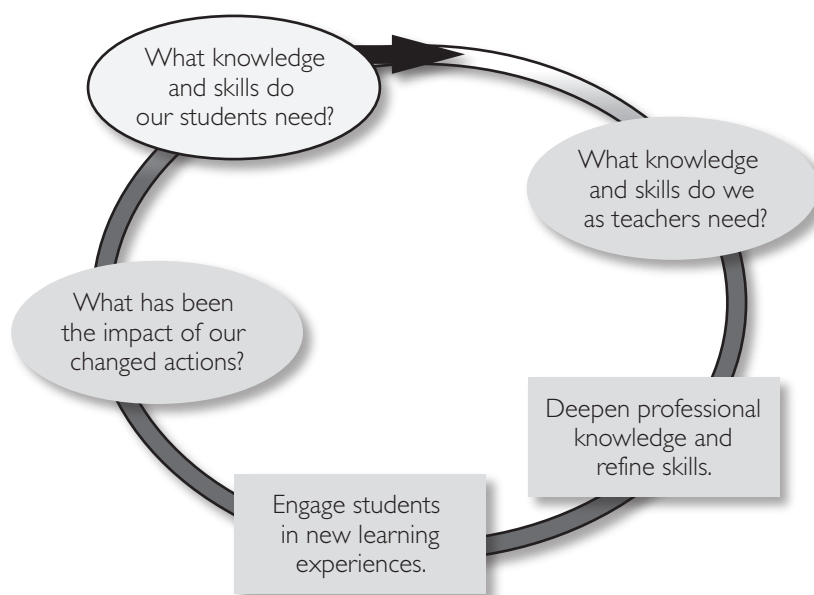 What knowledge
and skills do
our students need?
What knowledge
and skills do we
as teachers need?
Deepen professional
knowledge and
refine skills.
Engage students
in new learning
experiences.
What has been
the impact of our
changed actions?